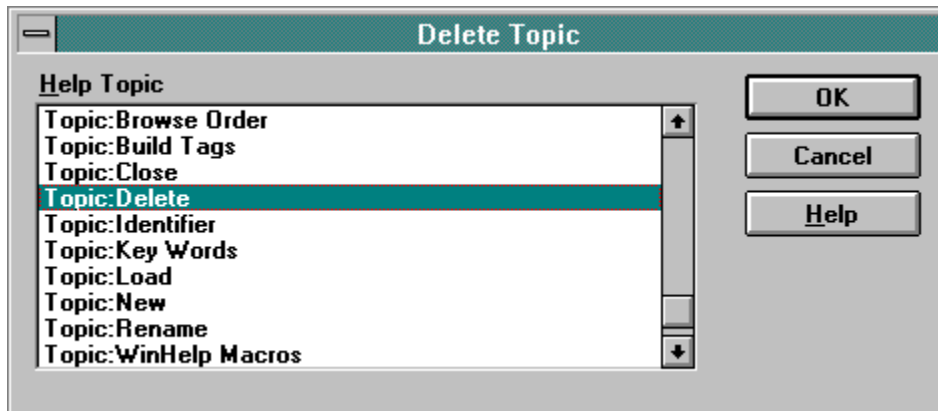 Delete Topic
Help Topic
Topic:Browse Order
Topic:Build Tags
Topic:Close
Topic:Delete
Topic:Identifier
Topic:Key Words
Topic:Load
Topic:New
Topic:Rename
Topic:WinHelp Macros
OK
Cancel
Help